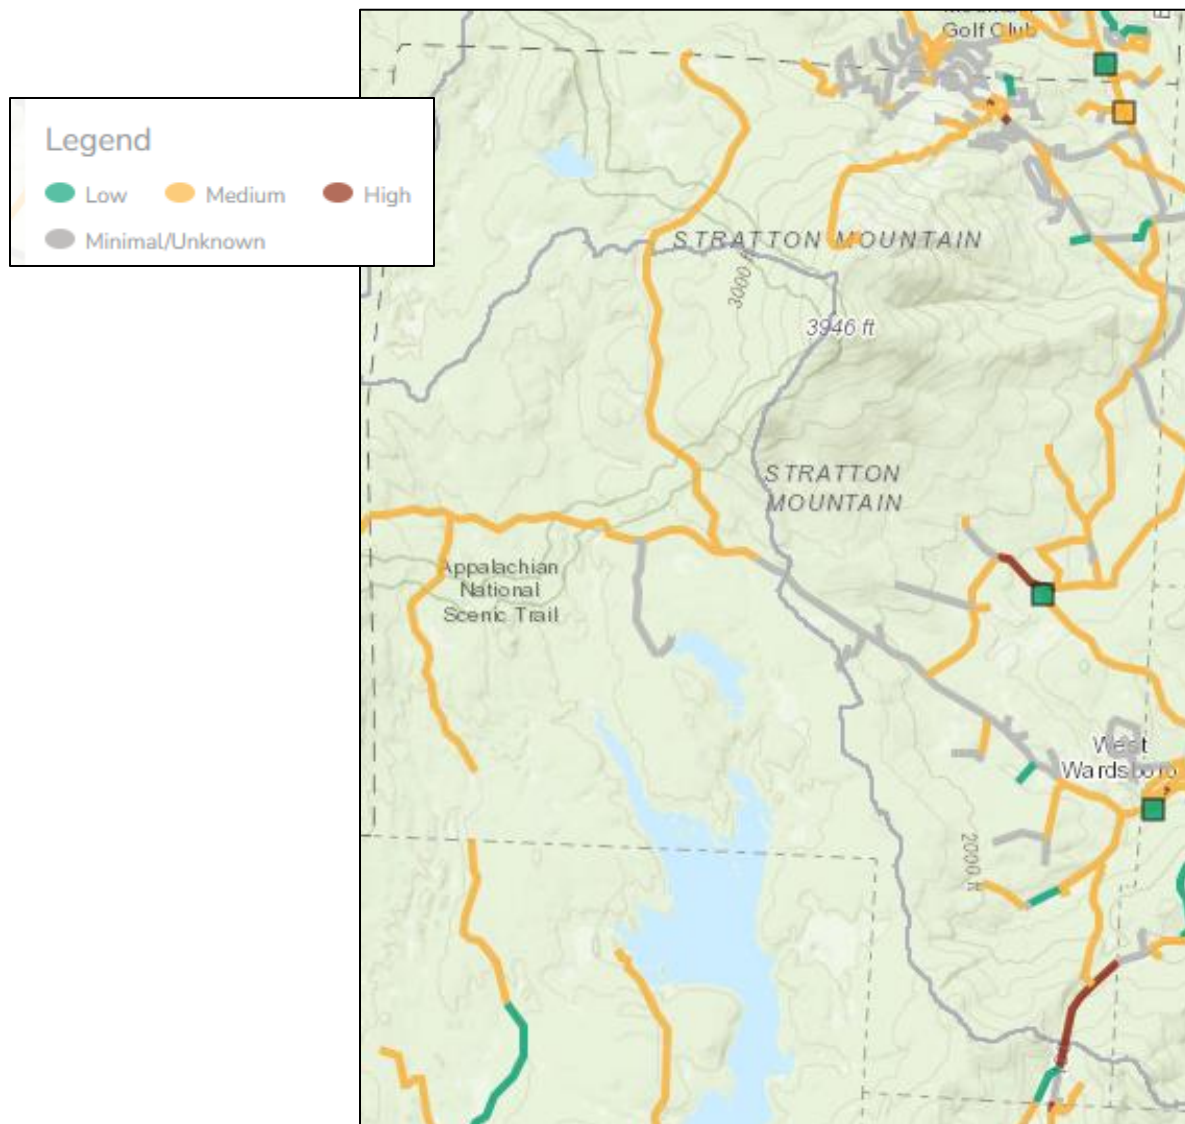 Golf Club
Legend
Low
Medium
High
Minimal/Unknown
STRATTON MOUNTAIN
3000 ft
3946 ft
STRATTON
MOUNTAIN
Appalachian
National
Scenic Trail
West
Wardsboro
2000 ft